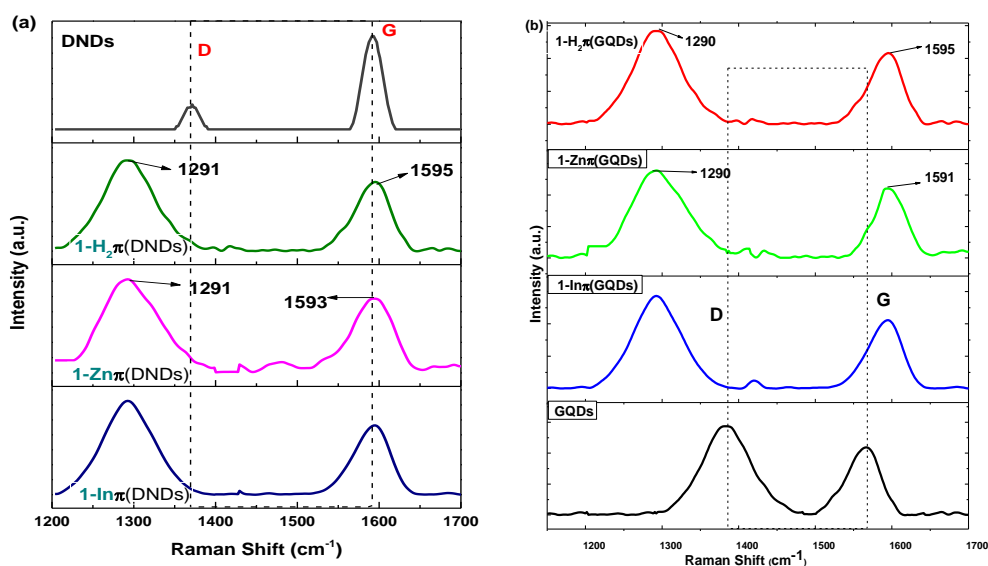 (a)
DNDs
D
G
1291
1595
1-H₂π(DNDs)
1291
1593
1-Znπ(DNDs)
1-Inπ(DNDs)
Intensity (a.u.)
1200 1300 1400 1500 1600 1700
Raman Shift (cm⁻¹)
(b)
1-H₂π(GQDs)
1290
1595
1-Znπ(GQDs)
1290
1591
1-Inπ(GQDs)
D
G
GQDs
Intensity (a.u.)
1200 1300 1400 1500 1600 1700
Raman Shift (cm⁻¹)